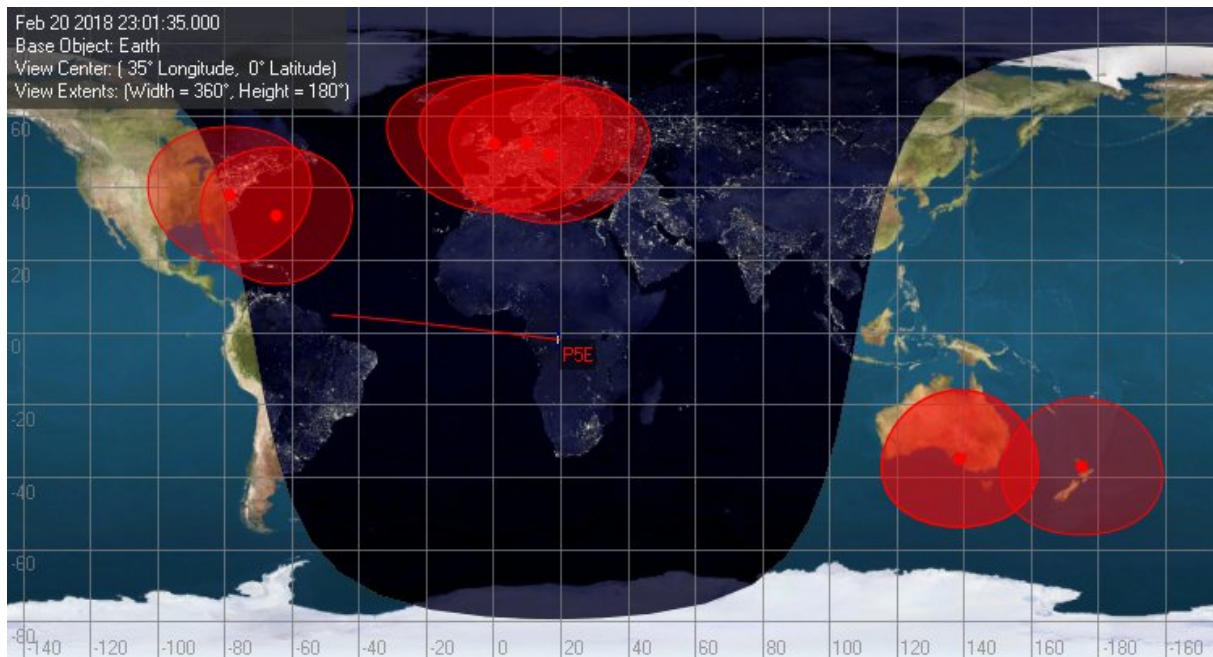 Feb 20 2018 23:01:35.000
Base Object: Earth
View Center: ( 35° Longitude, 0° Latitude)
View Extents: (Width = 360°, Height = 180°)
60
40
20
0
P5E
-20
-40
-60
-80
-140 -120 -100 -80 -60 -40 -20 0 20 40 60 80 100 120 140 160 -180 -160